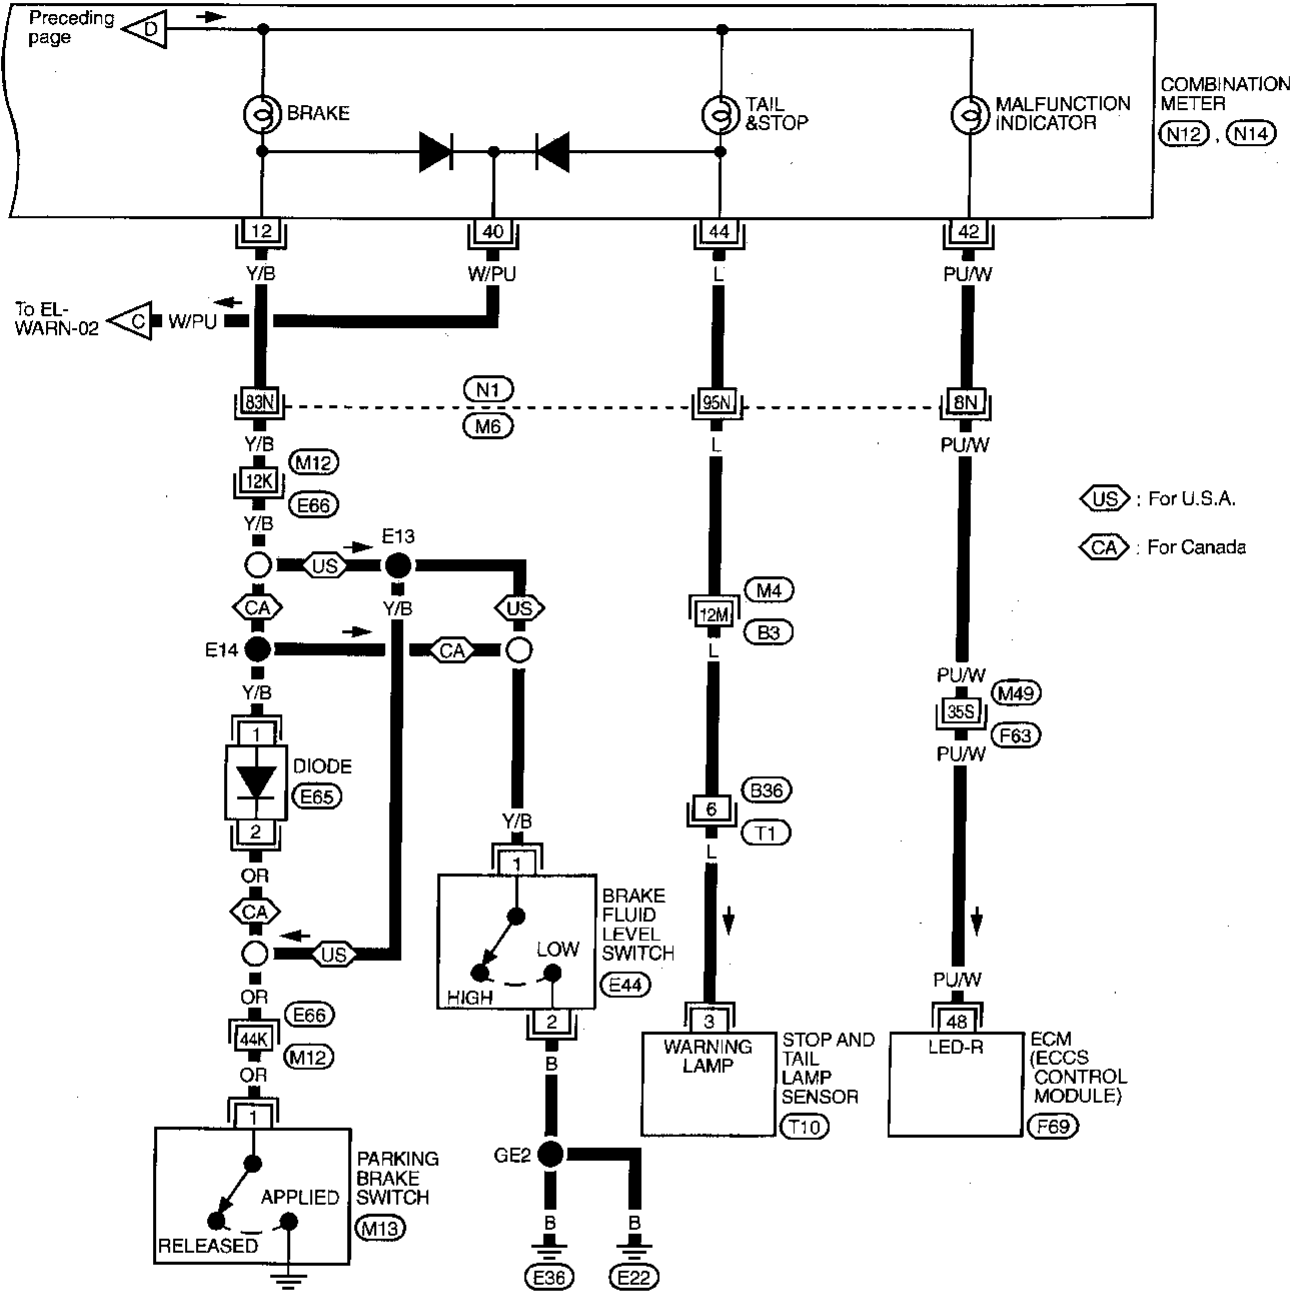 Preceding
page
D
BRAKE
TAIL
&STOP
MALFUNCTION
INDICATOR
COMBINATION
METER
N12 , N14
12
40
44
42
Y/B
W/PU
L
PU/W
To EL-
WARN-02
C
W/PU
83N
N1
M6
95N
8N
Y/B
L
PU/W
M12
12K
E66
Y/B
US : For U.S.A.
CA : For Canada
E13
US
CA
Y/B
US
E14
CA
M4
12M
B3
L
Y/B
PU/W
M49
35S
F63
PU/W
1
DIODE
E65
2
B36
6
T1
L
Y/B
OR
1
CA
BRAKE
FLUID
LEVEL
SWITCH
E44
LOW
HIGH
US
PU/W
OR
E66
44K
M12
OR
2
3
48
WARNING
LAMP
STOP AND
TAIL
LAMP
SENSOR
T10
LED-R
ECM
(ECCS
CONTROL
MODULE)
F69
B
1
PARKING
BRAKE
SWITCH
M13
APPLIED
RELEASED
GE2
B
B
E36
E22